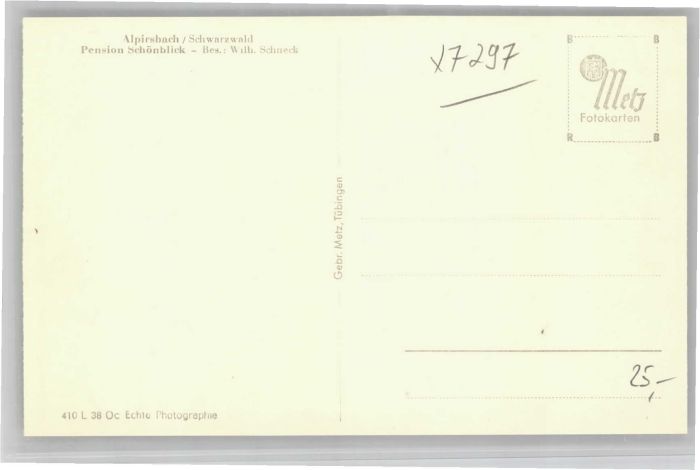 Alpirsbach / Schwarzwald
Pension Schönblick – Bes.: Wilh. Schneck
x7297
B B
Metz
Fotokarten
R B
Gebr. Metz, Tübingen
25,-
410 L 38 Oc Echte Photographie